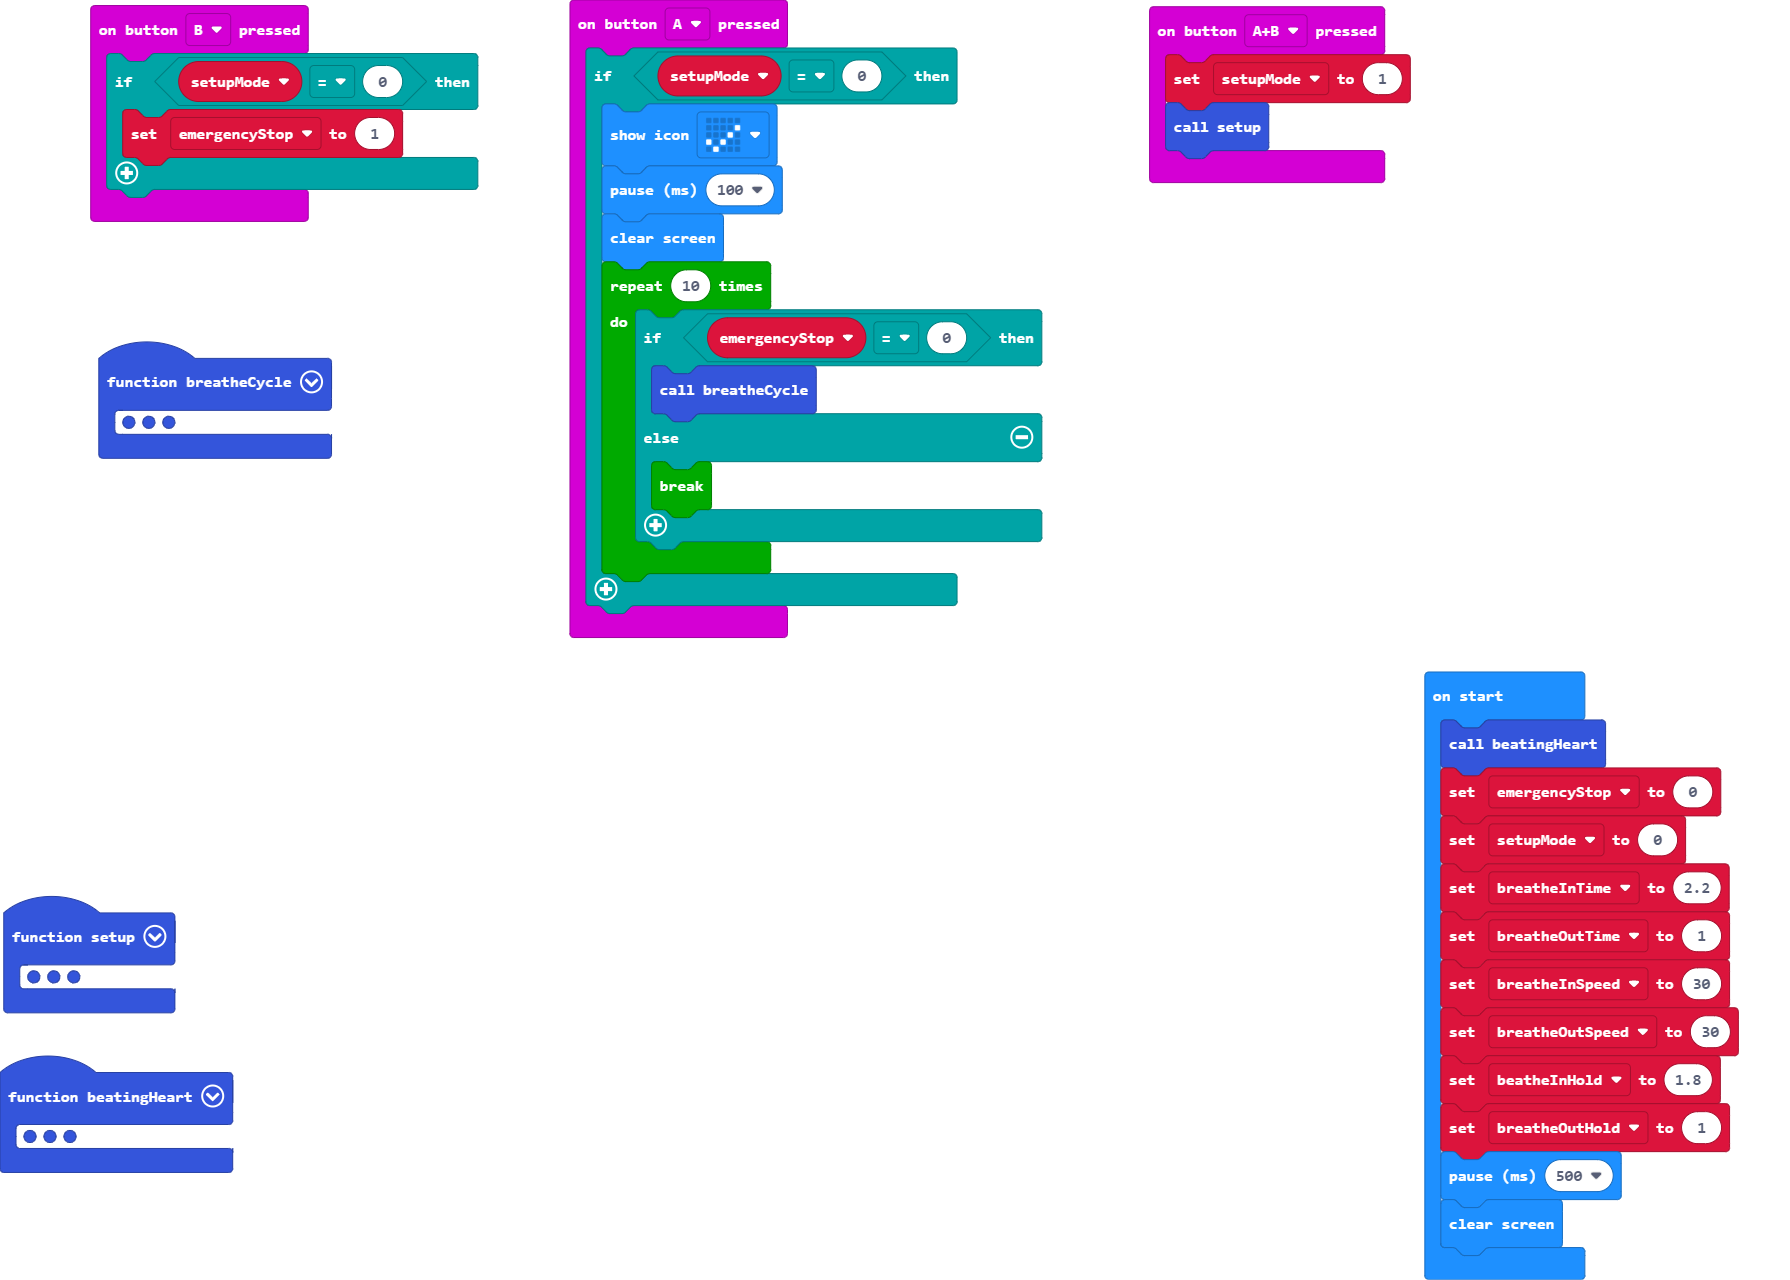 on button B pressed
if setupMode = 0 then
set emergencyStop to 1
on button A pressed
if setupMode = 0 then
show icon
pause (ms) 100
clear screen
repeat 10 times
do
if emergencyStop = 0 then
call breatheCycle
else
break
on button A+B pressed
set setupMode to 1
call setup
function breatheCycle
function setup
function beatingHeart
on start
call beatingHeart
set emergencyStop to 0
set setupMode to 0
set breatheInTime to 2.2
set breatheOutTime to 1
set breatheInSpeed to 30
set breatheOutSpeed to 30
set beatheInHold to 1.8
set breatheOutHold to 1
pause (ms) 500
clear screen